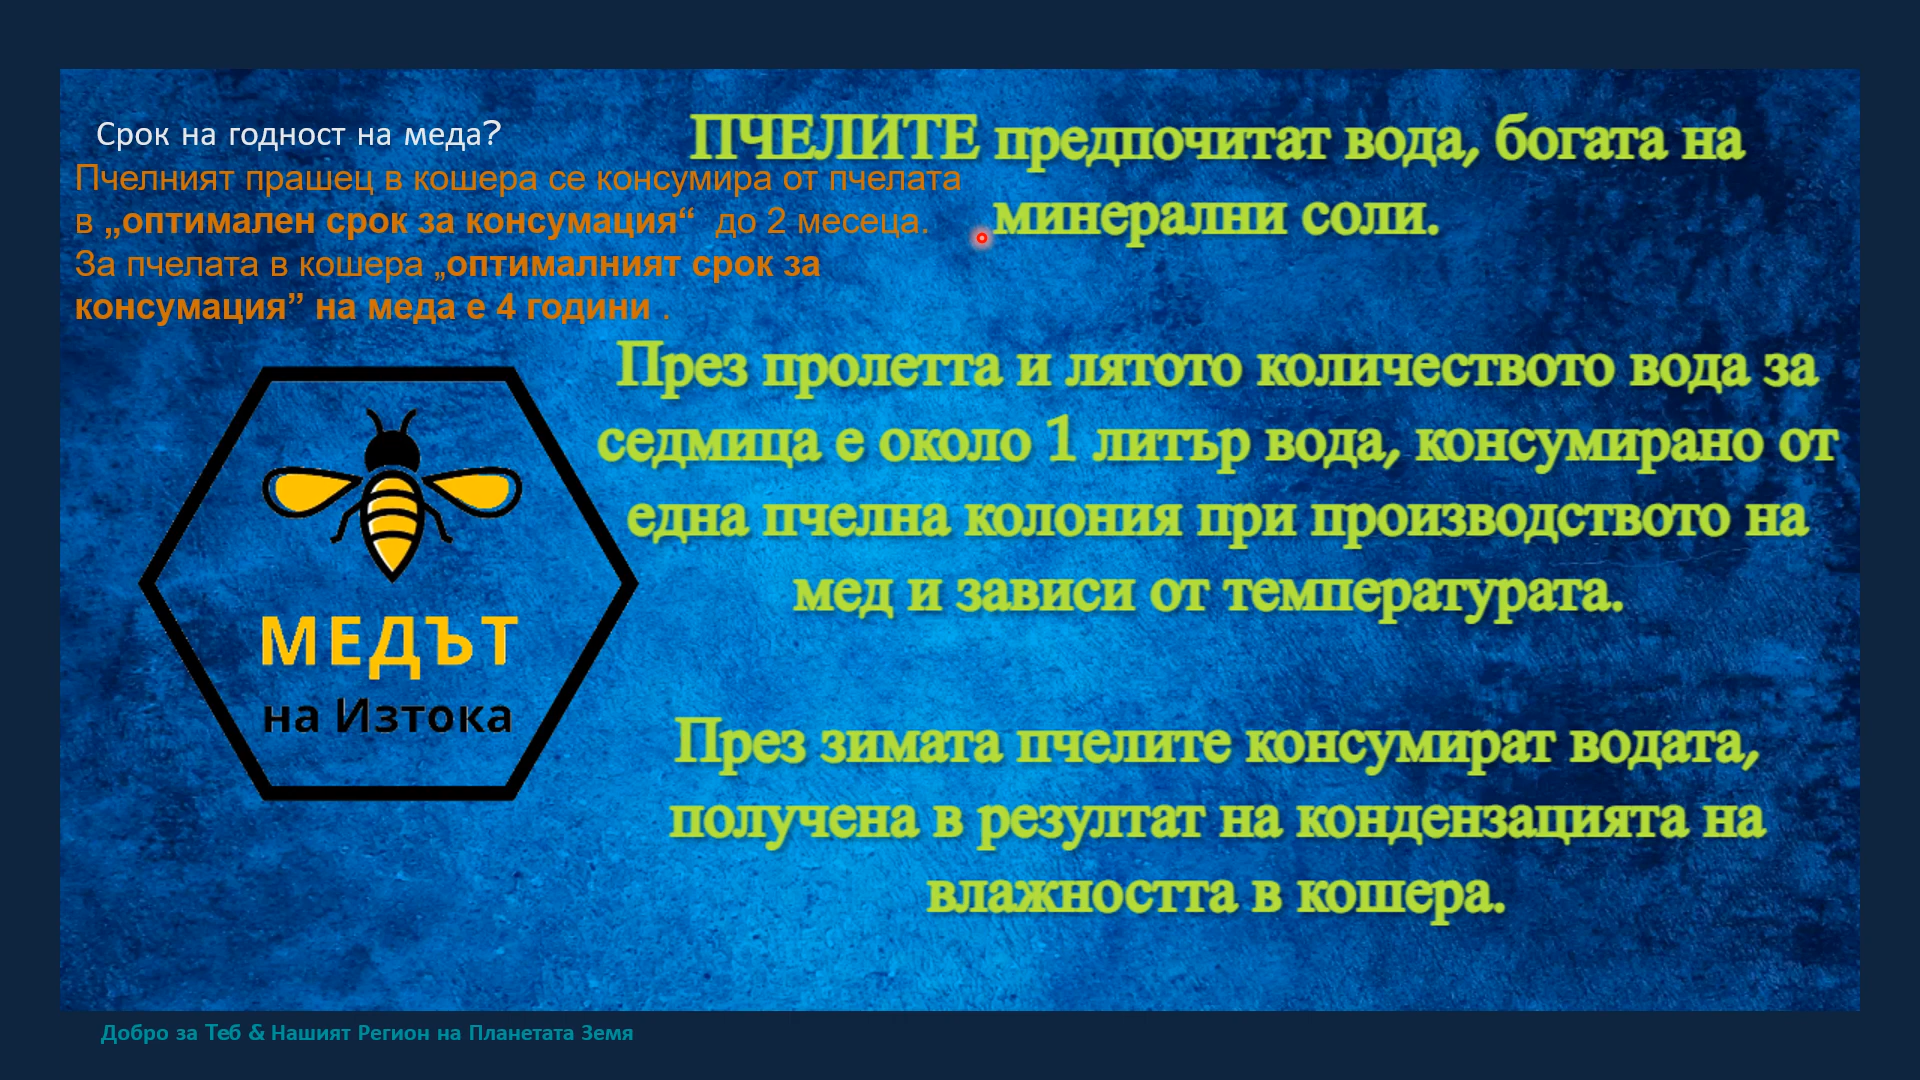 Срок на годност на меда?
Пчелният прашец в кошера се консумира от пчелата
в „оптимален срок за консумация“ до 2 месеца.
За пчелата в кошера „оптималният срок за
консумация” на меда е 4 години .
ПЧЕЛИТЕ предпочитат вода, богата на
минерални соли.
През пролетта и лятото количеството вода за
седмица е около 1 литър вода, консумирано от
една пчелна колония при производството на
мед и зависи от температурата.
През зимата пчелите консумират водата,
получена в резултат на кондензацията на
влажността в кошера.
МЕДЪТ
на Изтока
Добро за Теб & Нашият Регион на Планетата Земя